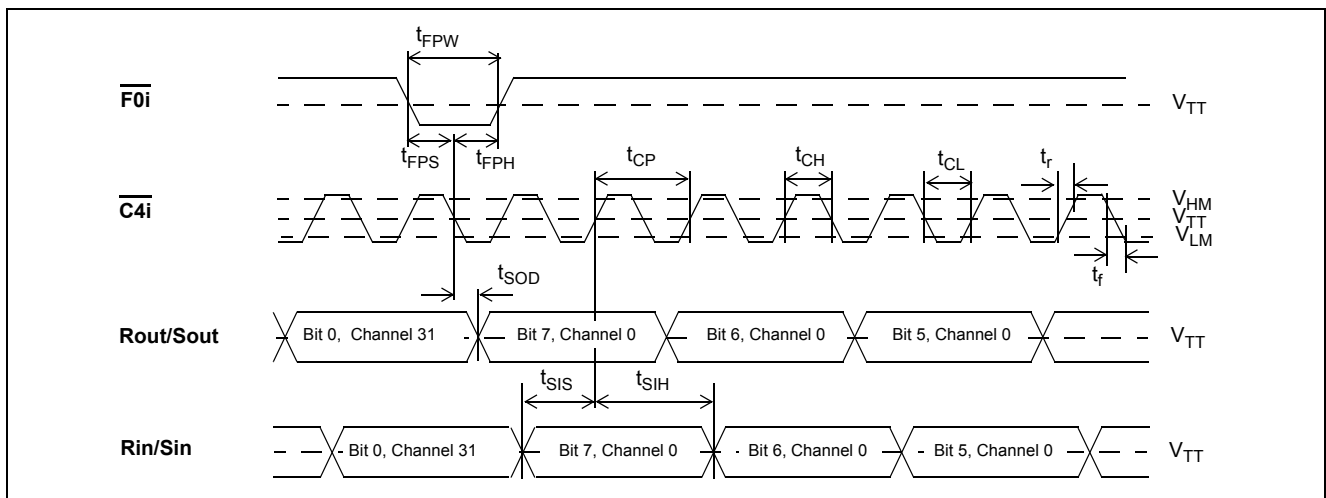 tFPW
F0i
VTT
tFPS tFPH tCP tCH tCL tr
C4i
VHM
VTT
VLM
tSOD tf
Rout/Sout Bit 0, Channel 31 Bit 7, Channel 0 Bit 6, Channel 0 Bit 5, Channel 0 VTT
tSIS tSIH
Rin/Sin Bit 0, Channel 31 Bit 7, Channel 0 Bit 6, Channel 0 Bit 5, Channel 0 VTT